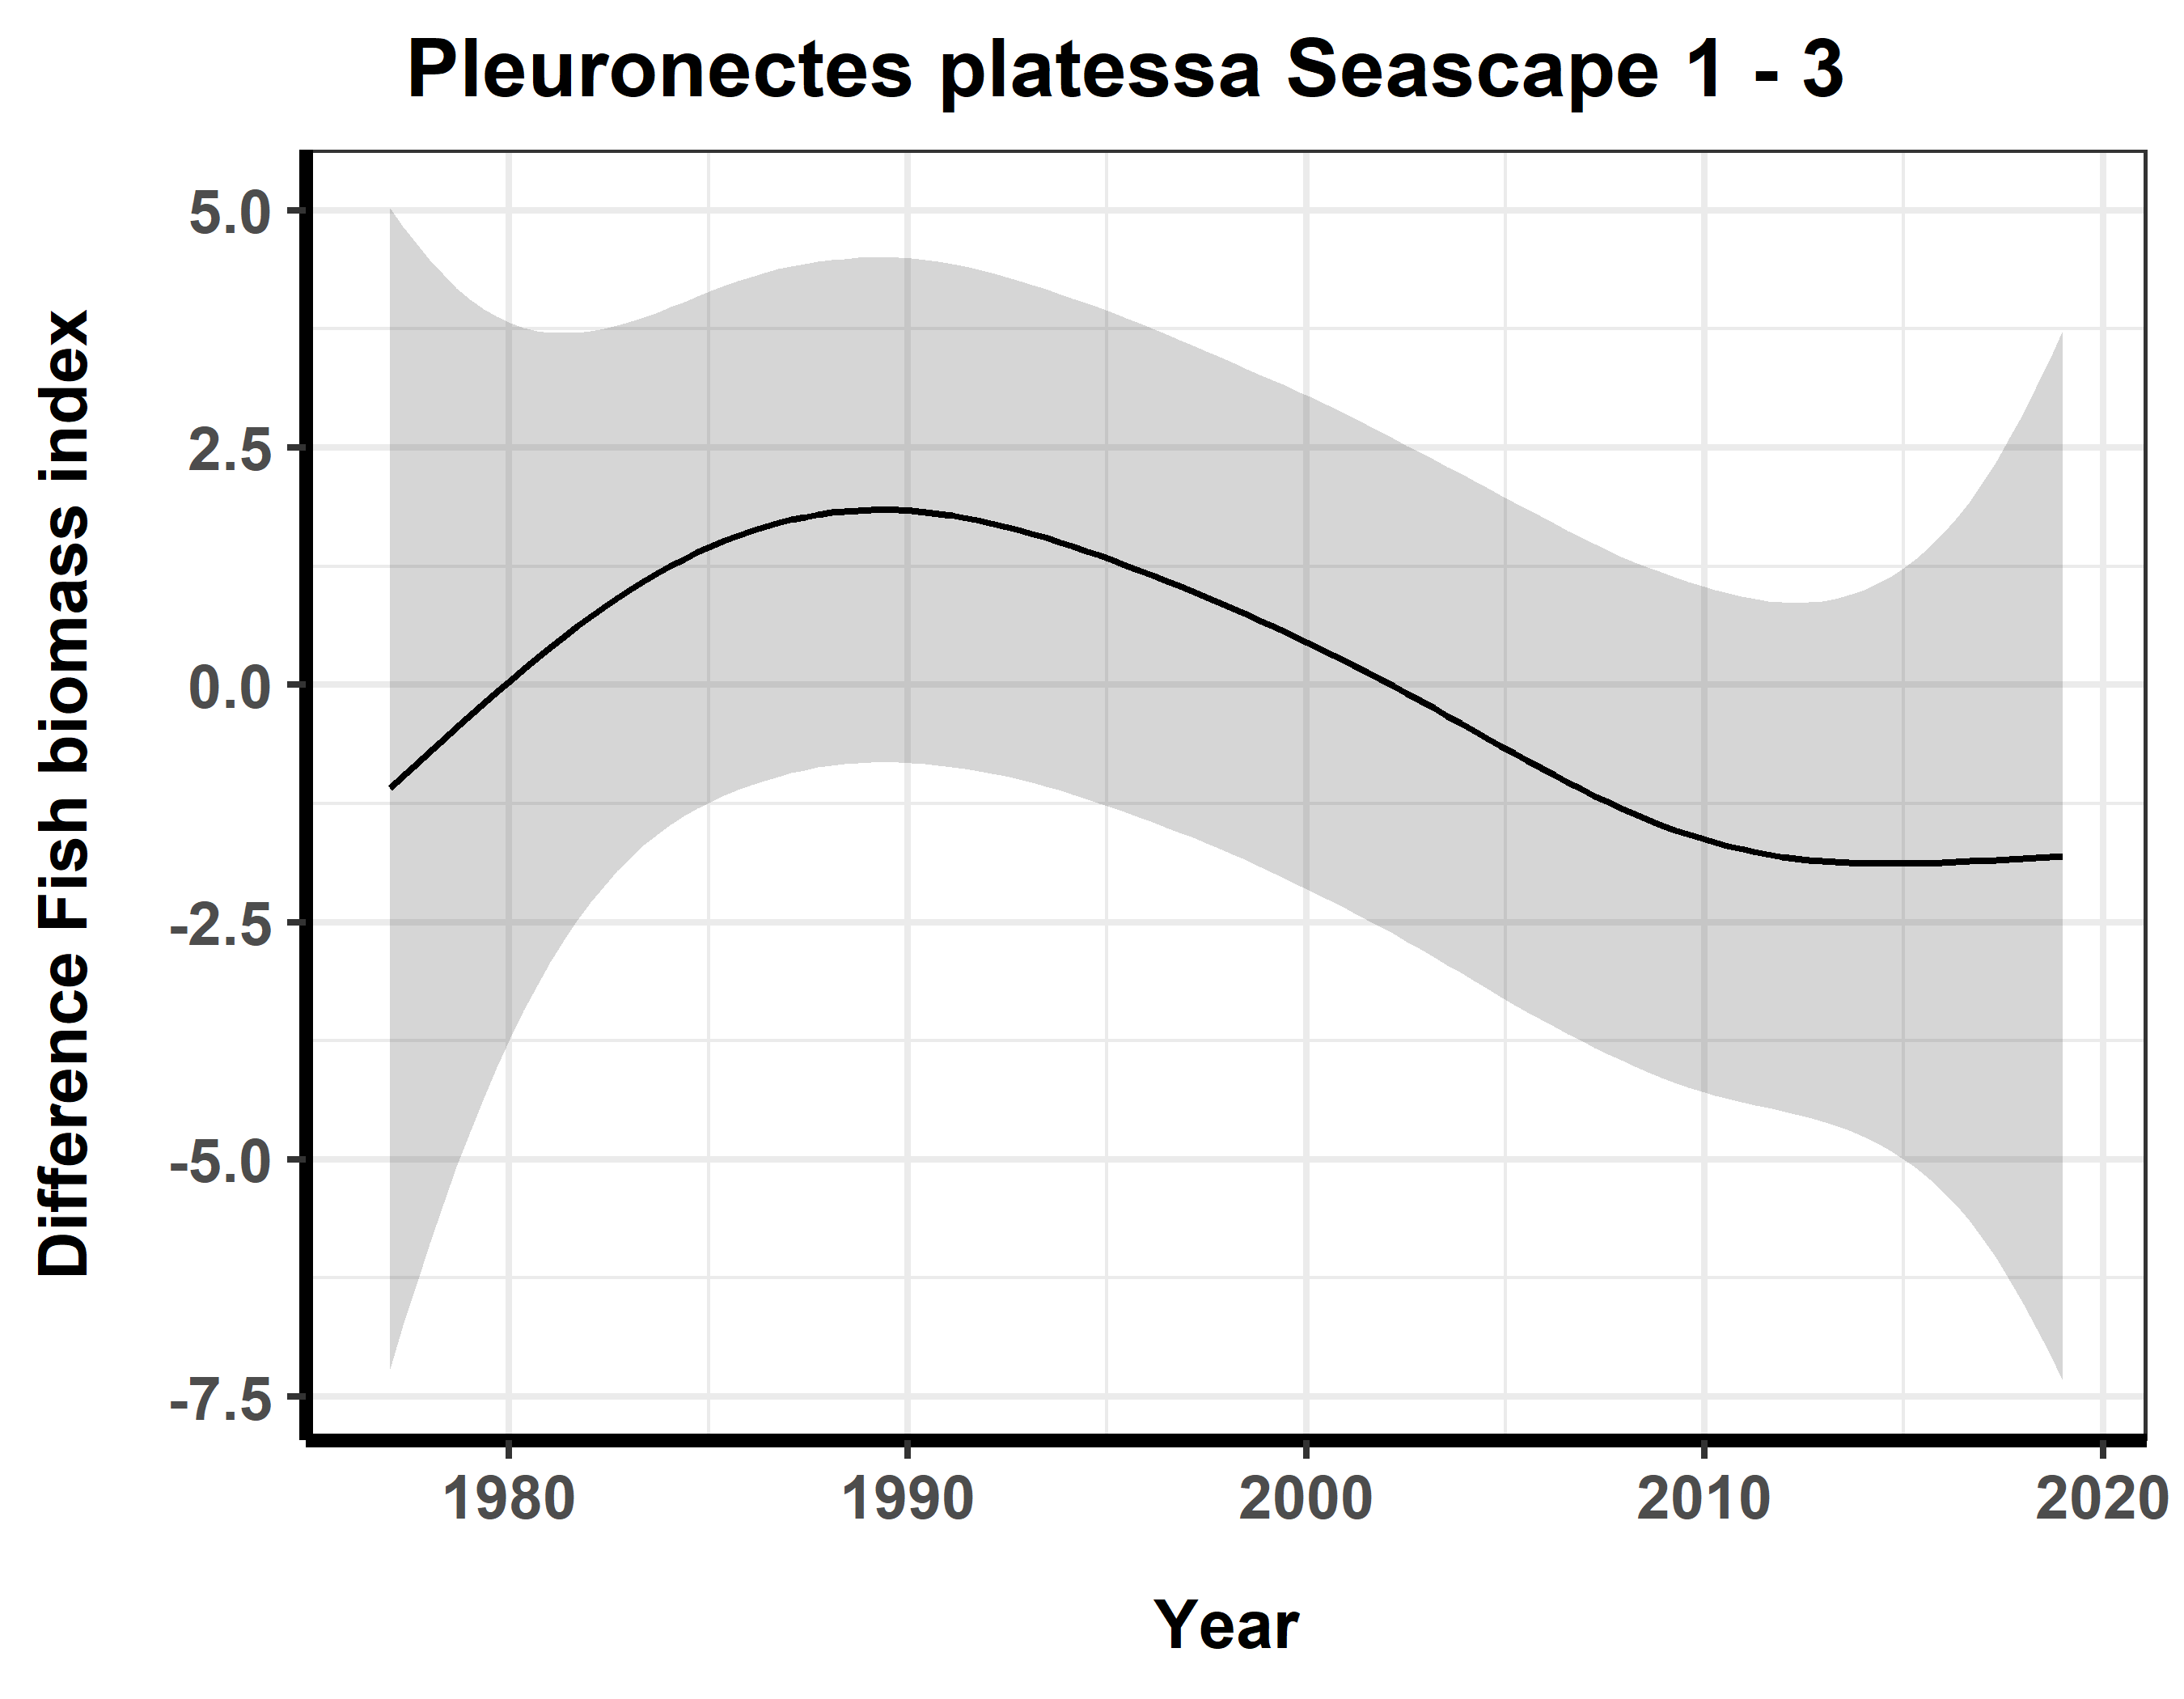 Pleuronectes platessa Seascape 1 - 3
Difference Fish biomass index
5.0
2.5
0.0
-2.5
-5.0
-7.5
1980 1990 2000 2010 2020
Year